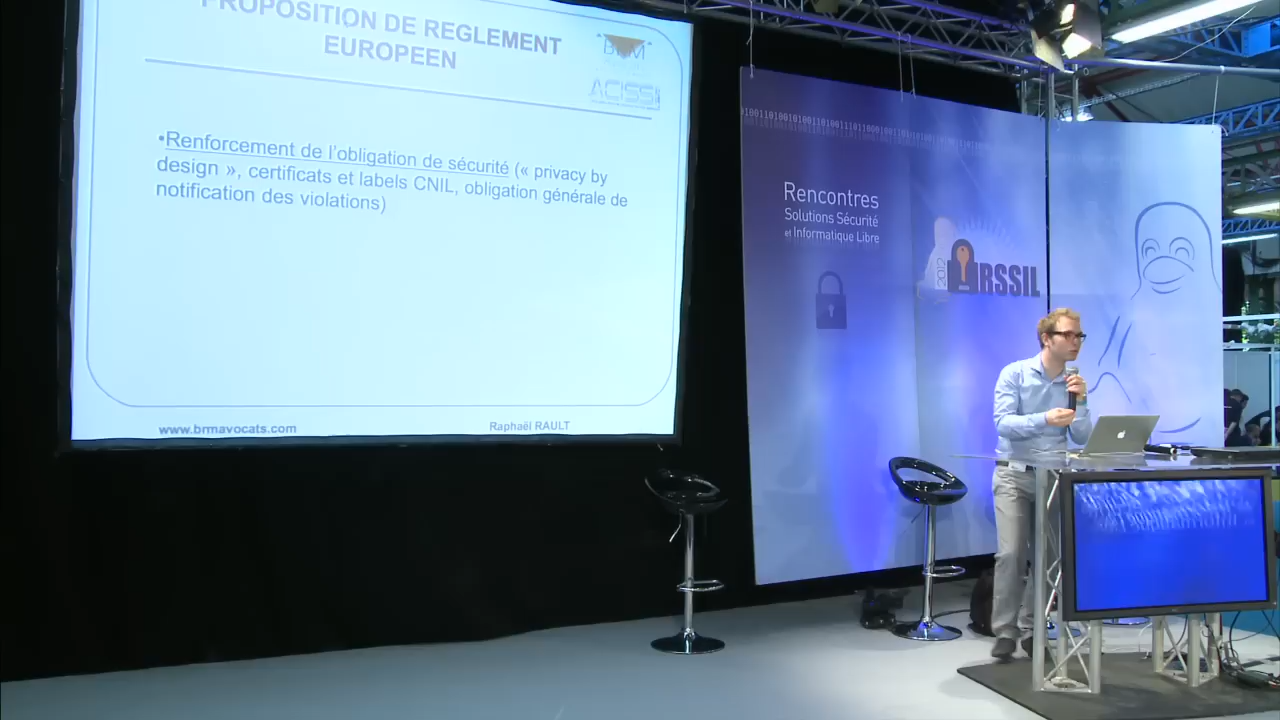 PROPOSITION DE REGLEMENT
EUROPEEN
ACISSI
•Renforcement de l'obligation de sécurité (« privacy by
design », certificats et labels CNIL, obligation générale de
notification des violations)
www.brmavocats.com
Raphaël RAULT
Rencontres
Solutions Sécurité
et Informatique Libre
2012
RSSIL